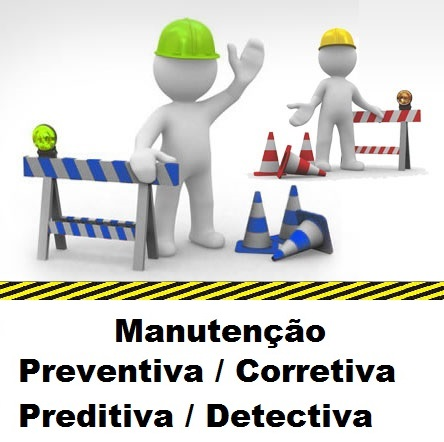 Manutenção
Preventiva / Corretiva
Preditiva / Detectiva